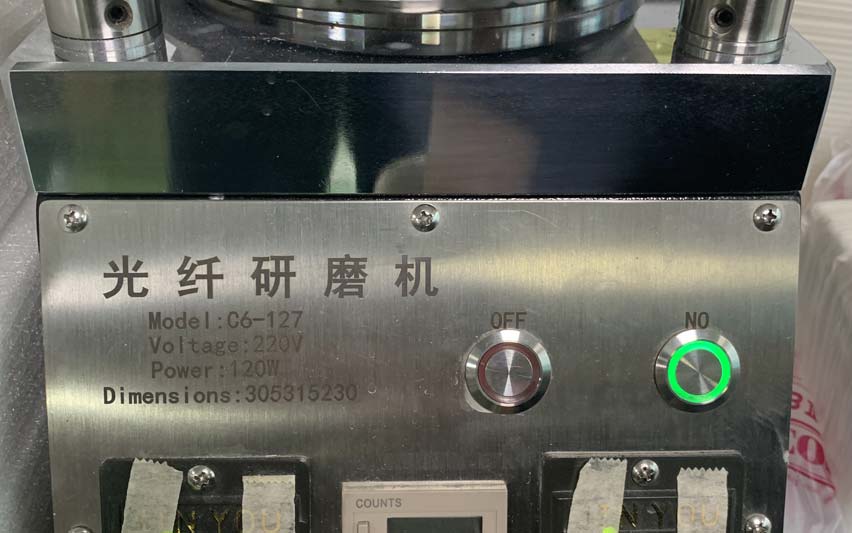 光纤研磨机
Model:C6-127
Voltage:220V
Power:120W
Dimensions:305315230
OFF
NO
COUNTS